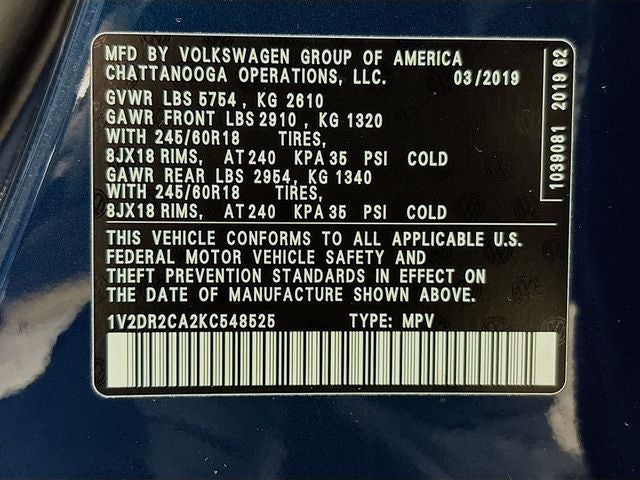 MFD BY VOLKSWAGEN GROUP OF AMERICA
CHATTANOOGA OPERATIONS, LLC. 03/2019
GVWR LBS 5754 , KG 2610
GAWR FRONT LBS 2910 , KG 1320
WITH 245/60R18 TIRES,
8JX18 RIMS, AT 240 KPA 35 PSI COLD
GAWR REAR LBS 2954, KG 1340
WITH 245/60R18 TIRES,
8JX18 RIMS, AT 240 KPA 35 PSI COLD
THIS VEHICLE CONFORMS TO ALL APPLICABLE U.S.
FEDERAL MOTOR VEHICLE SAFETY AND
THEFT PREVENTION STANDARDS IN EFFECT ON
THE DATE OF MANUFACTURE SHOWN ABOVE.
1V2DR2CA2KC548525 TYPE: MPV
1039081 2019 62